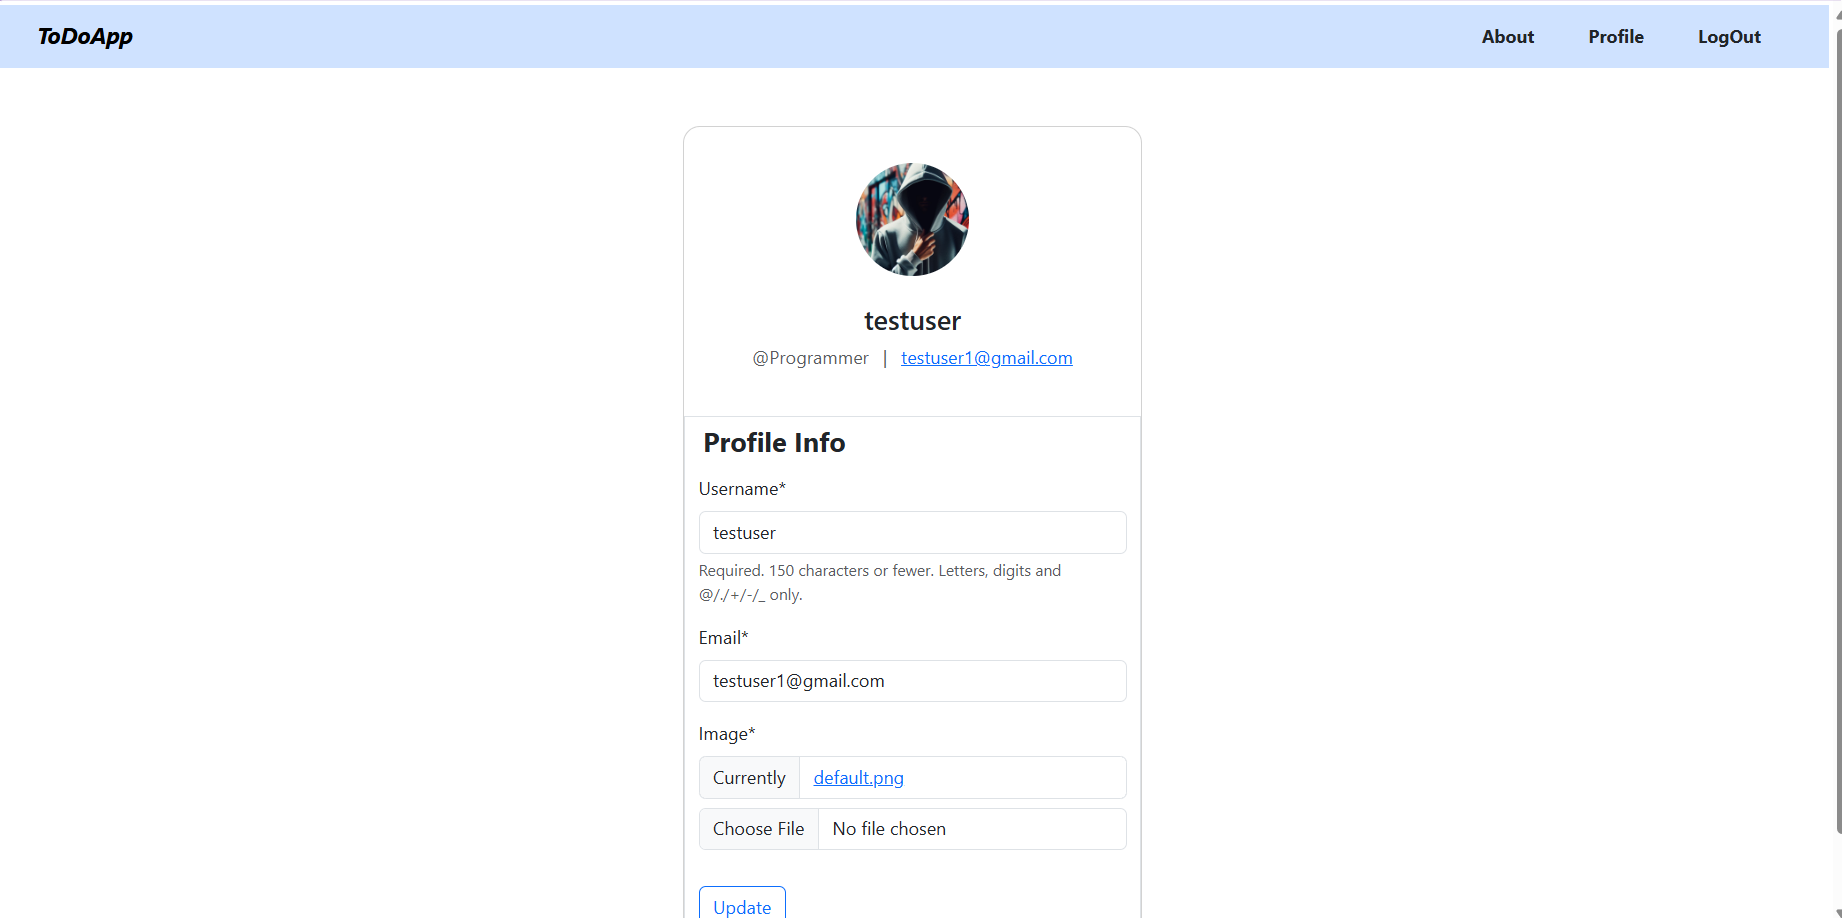 ToDoApp
About Profile LogOut
testuser
@Programmer | testuser1@gmail.com
Profile Info
Username*
testuser
Required. 150 characters or fewer. Letters, digits and
@/./+/-/_ only.
Email*
testuser1@gmail.com
Image*
Currently default.png
Choose File No file chosen
Update